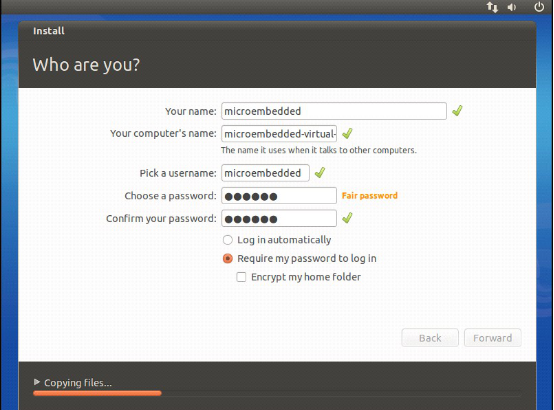 Install
Who are you?
Your name: microembedded
Your computer's name: microembedded-virtual-
The name it uses when it talks to other computers.
Pick a username: microembedded
Choose a password: ●●●●●● Fair password
Confirm your password: ●●●●●●
Log in automatically
Require my password to log in
Encrypt my home folder
Back Forward
Copying files...